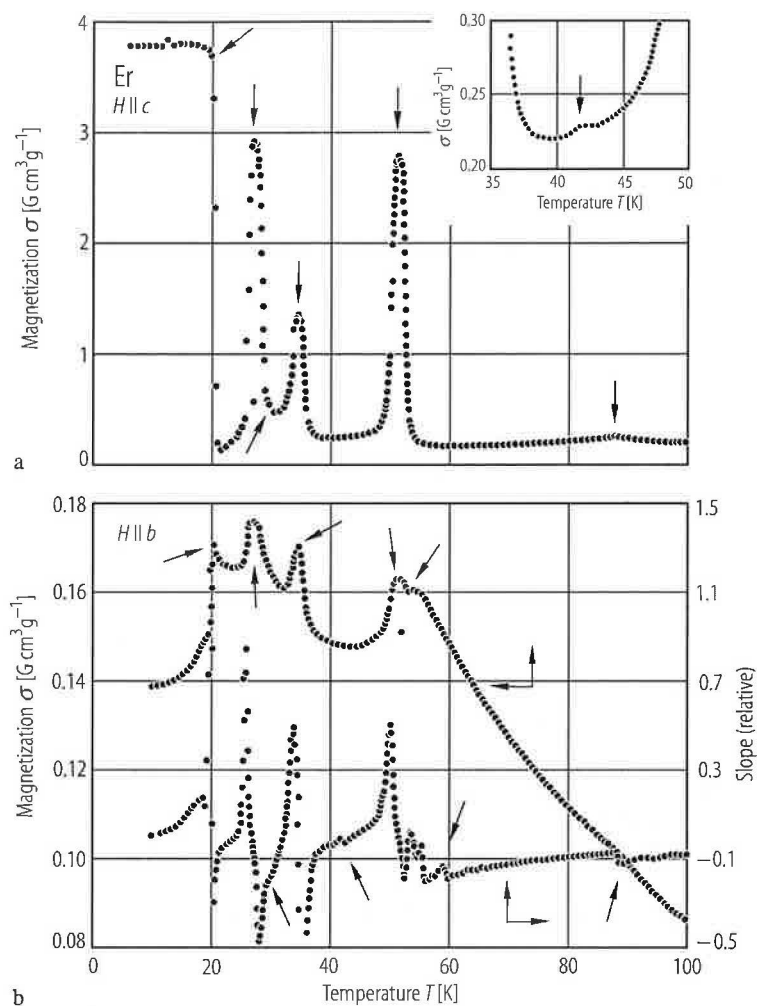 4
3
2
1
0
Magnetization σ [G cm³g⁻¹]
Er
H II c
0.30
0.25
0.20
σ [G cm³g⁻¹]
35 40 45 50
Temperature T [K]
a
0.18
0.16
0.14
0.12
0.10
0.08
Magnetization σ [G cm³g⁻¹]
H II b
1.5
1.1
0.7
0.3
−0.1
−0.5
Slope (relative)
0 20 40 60 80 100
Temperature T [K]
b